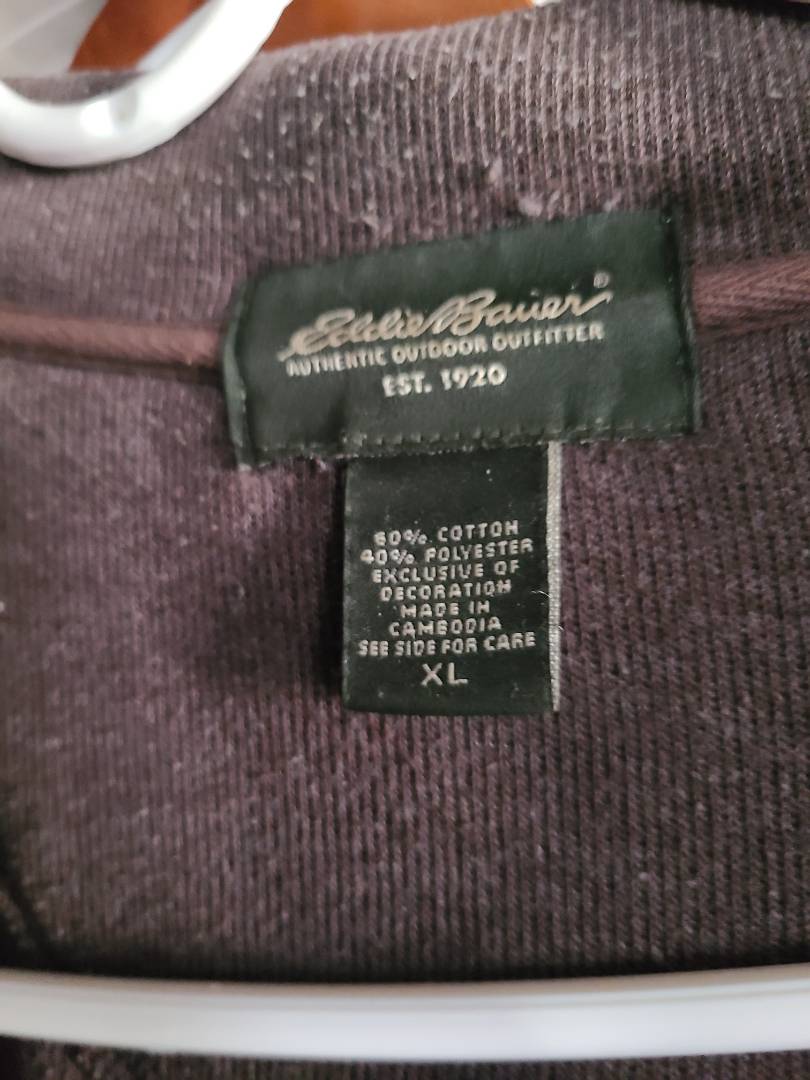 Eddie Bauer®
AUTHENTIC OUTDOOR OUTFITTER
EST. 1920
60% COTTON
40% POLYESTER
EXCLUSIVE OF
DECORATION
MADE IN
CAMBODIA
SEE SIDE FOR CARE
XL